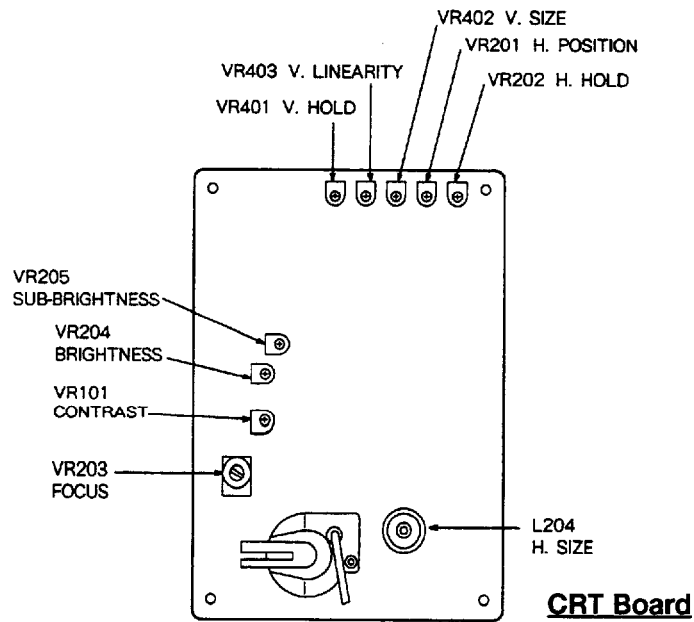 VR402 V. SIZE
VR201 H. POSITION
VR403 V. LINEARITY
VR202 H. HOLD
VR401 V. HOLD
VR205
SUB-BRIGHTNESS
VR204
BRIGHTNESS
VR101
CONTRAST
VR203
FOCUS
L204
H. SIZE
CRT Board